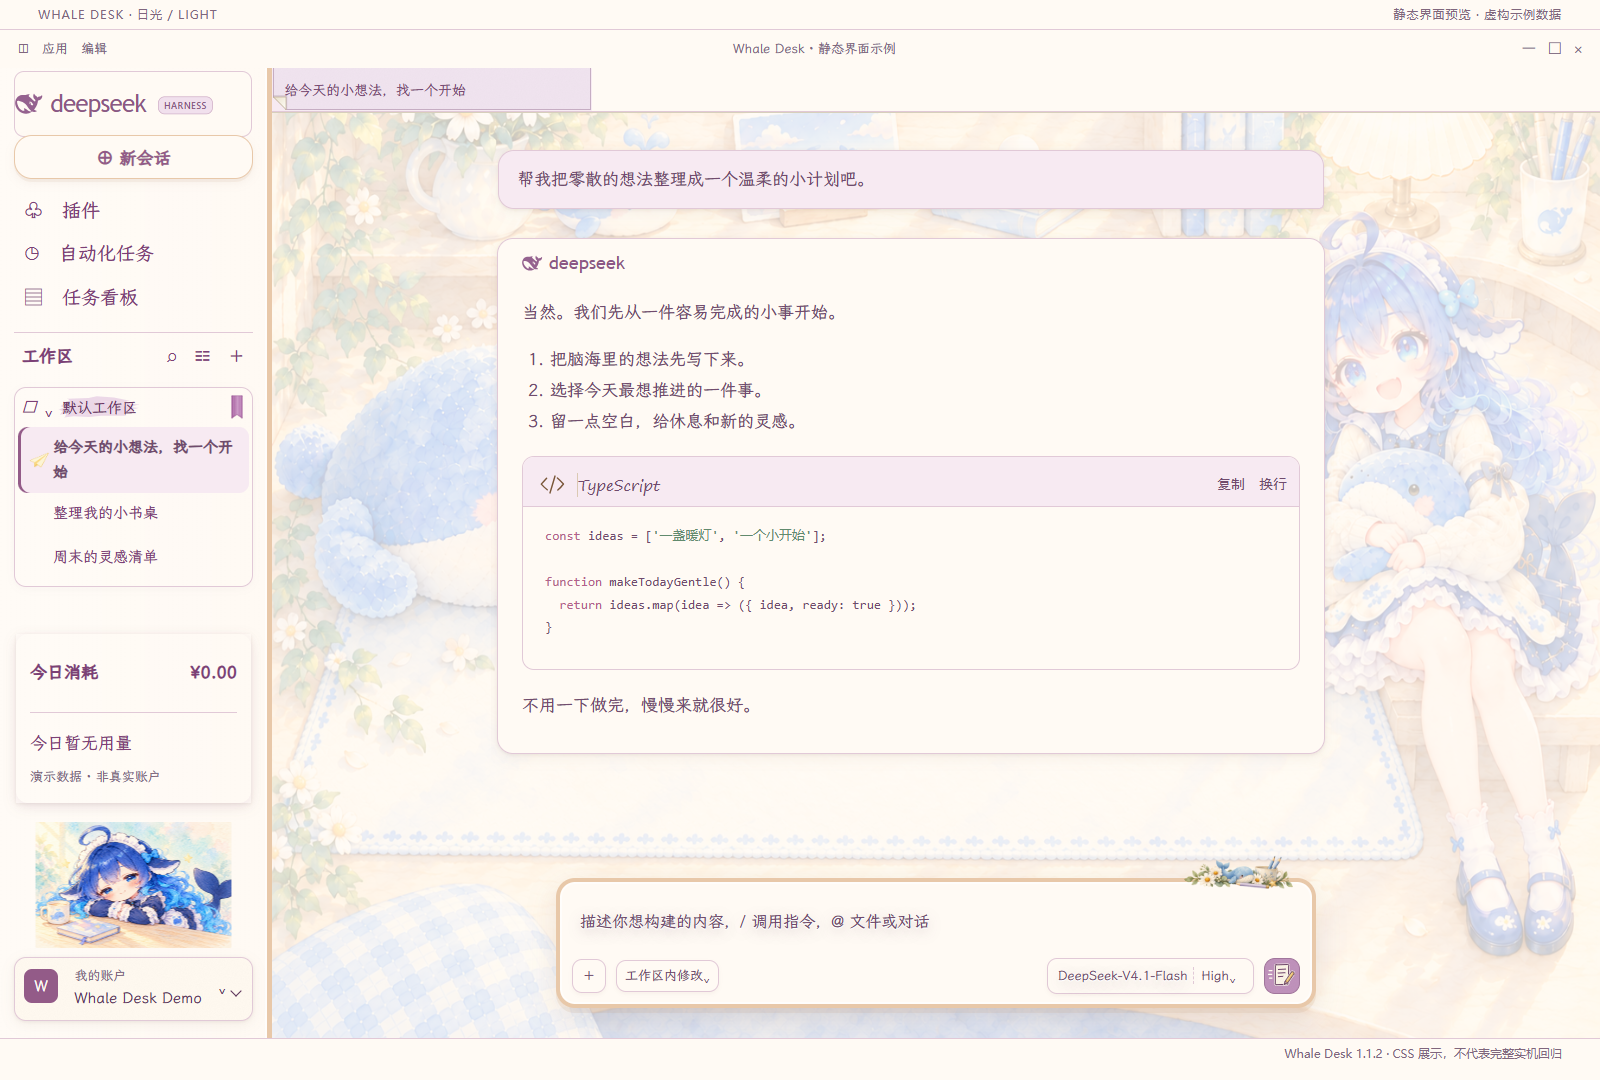 WHALE DESK · 日光 / LIGHT
静态界面预览 · 虚构示例数据
应用 编辑
Whale Desk · 静态界面示例
deepseek HARNESS
给今天的小想法，找一个开始
新会话
插件
自动化任务
任务看板
工作区
默认工作区
给今天的小想法，找一个开
始
整理我的小书桌
周末的灵感清单
今日消耗 ¥0.00
今日暂无用量
演示数据 · 非真实账户
W
我的账户
Whale Desk Demo
帮我把零散的想法整理成一个温柔的小计划吧。
deepseek
当然。我们先从一件容易完成的小事开始。
1. 把脑海里的想法先写下来。
2. 选择今天最想推进的一件事。
3. 留一点空白，给休息和新的灵感。
</> TypeScript 复制 换行
const ideas = ['一盏暖灯', '一个小开始'];
function makeTodayGentle() {
return ideas.map(idea => ({ idea, ready: true }));
}
不用一下做完，慢慢来就很好。
描述你想构建的内容，/ 调用指令，@ 文件或对话
+ 工作区内修改 DeepSeek-V4.1-Flash High
Whale Desk 1.1.2 · CSS 展示，不代表完整实机回归